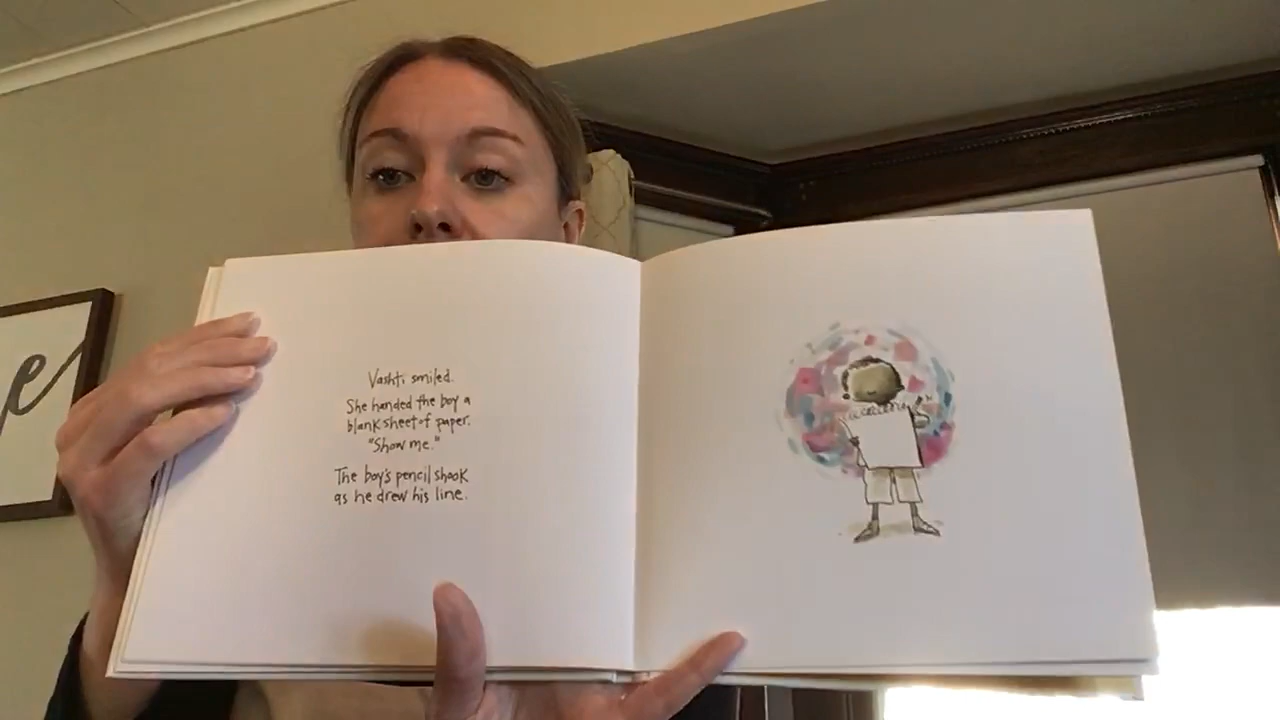 e
Vashti smiled.
She handed the boy a
blank sheet of paper.
"Show me."
The boy's pencil shook
as he drew his line.